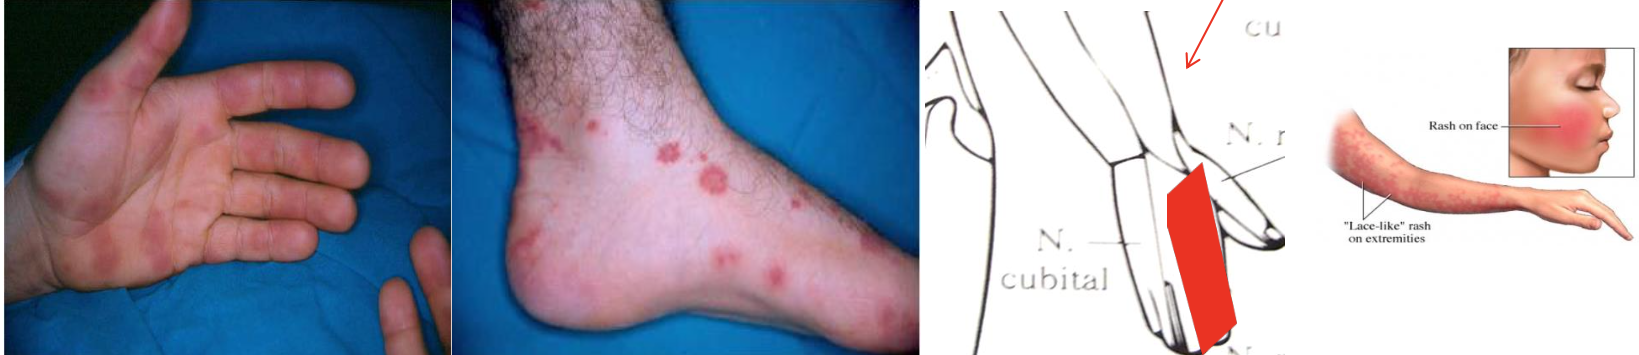 cu
N.
N.
cubital
N.
Rash on face
"Lace-like" rash
on extremities